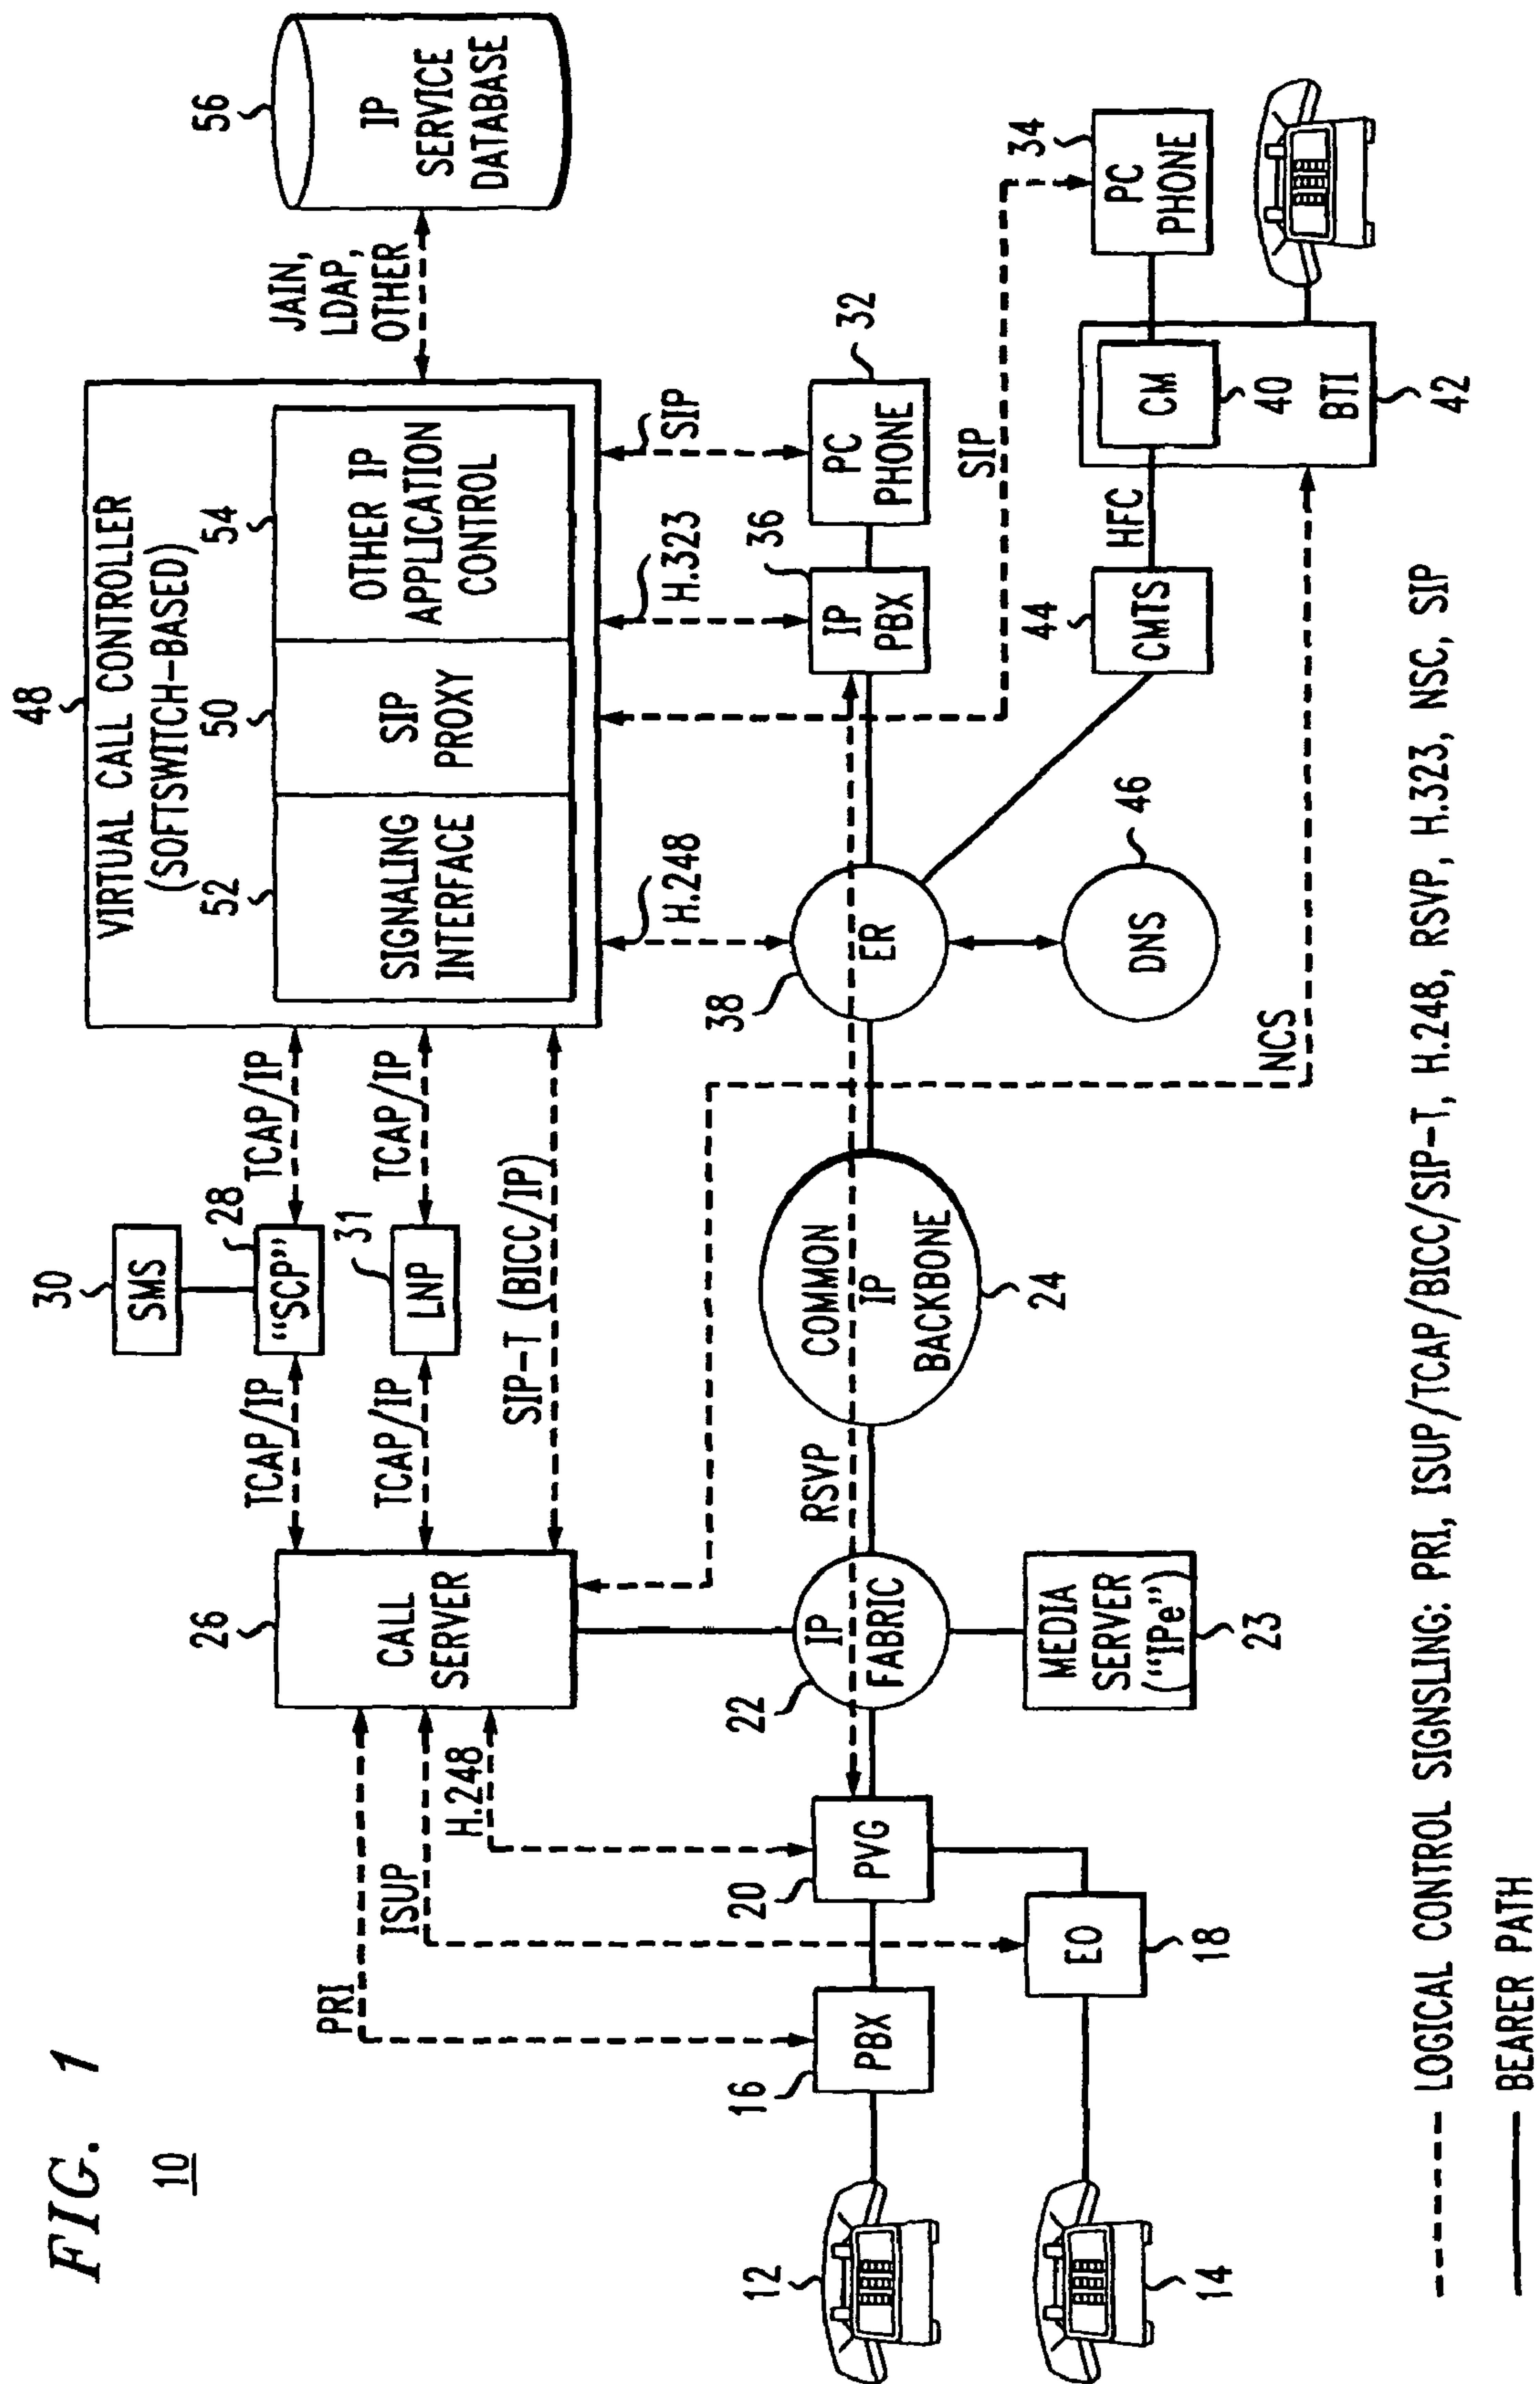 FIG. 1
10
48
VIRTUAL CALL CONTROLLER
(SOFTSWITCH-BASED)
52
50
54
SIGNALING
INTERFACE
SIP
PROXY
OTHER IP
APPLICATION
CONTROL
56
IP
SERVICE
DATABASE
JAIN,
LDAP,
OTHER
30
SMS
28
"SCP"
TCAP/IP
TCAP/IP
31
LNP
TCAP/IP
TCAP/IP
SIP-T (BICC/IP)
26
CALL
SERVER
PRI
ISUP
H.248
H.248
H.323
SIP
12
16
PBX
20
PVG
22
IP
FABRIC
RSVP
COMMON
IP
BACKBONE
24
38
ER
36
IP
PBX
32
PC
PHONE
SIP
14
EO
18
MEDIA
SERVER
("IPe")
23
NCS
DNS
46
44
CMTS
HFC
CM
40
BTI
42
34
PC
PHONE
LOGICAL CONTROL SIGNSLING: PRI, ISUP/TCAP/BICC/SIP-T, H.248, RSVP, H.323, NSC, SIP
BEARER PATH